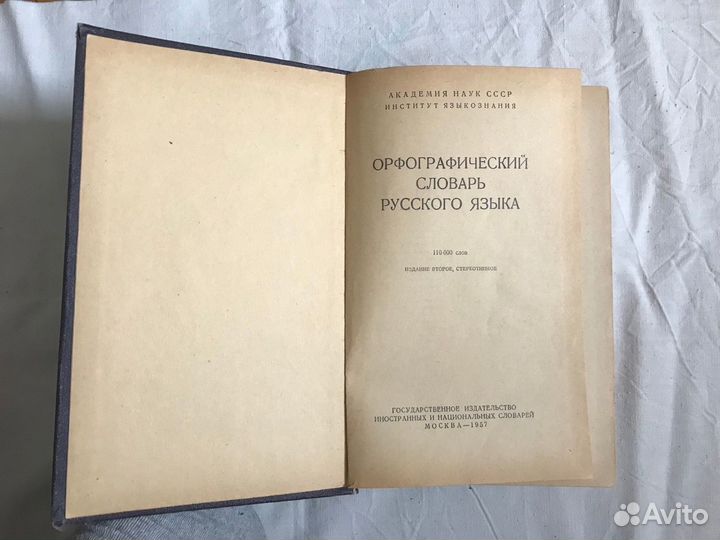 АКАДЕМИЯ НАУК СССР
ИНСТИТУТ ЯЗЫКОЗНАНИЯ
ОРФОГРАФИЧЕСКИЙ
СЛОВАРЬ
РУССКОГО ЯЗЫКА
110 000 слов
ИЗДАНИЕ ВТОРОЕ, СТЕРЕОТИПНОЕ
ГОСУДАРСТВЕННОЕ ИЗДАТЕЛЬСТВО
ИНОСТРАННЫХ И НАЦИОНАЛЬНЫХ СЛОВАРЕЙ
МОСКВА—1957
Avito